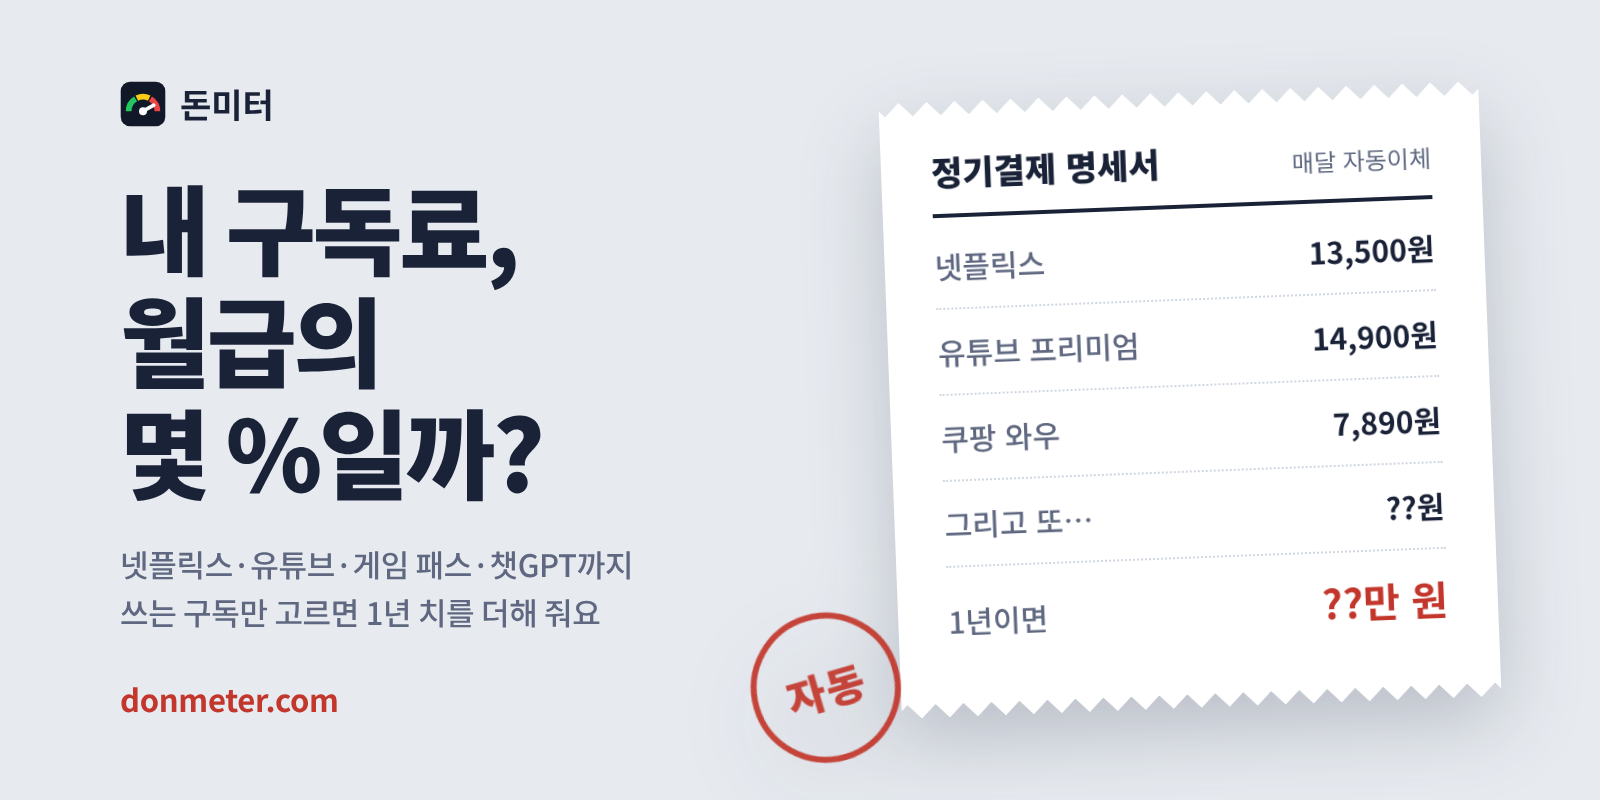 돈미터
내 구독료,
월급의
몇 %일까?
넷플릭스·유튜브·게임 패스·챗GPT까지
쓰는 구독만 고르면 1년 치를 더해 줘요
donmeter.com
정기결제 명세서 매달 자동이체
넷플릭스 13,500원
유튜브 프리미엄 14,900원
쿠팡 와우 7,890원
그리고 또… ??원
1년이면 ??만 원
자동